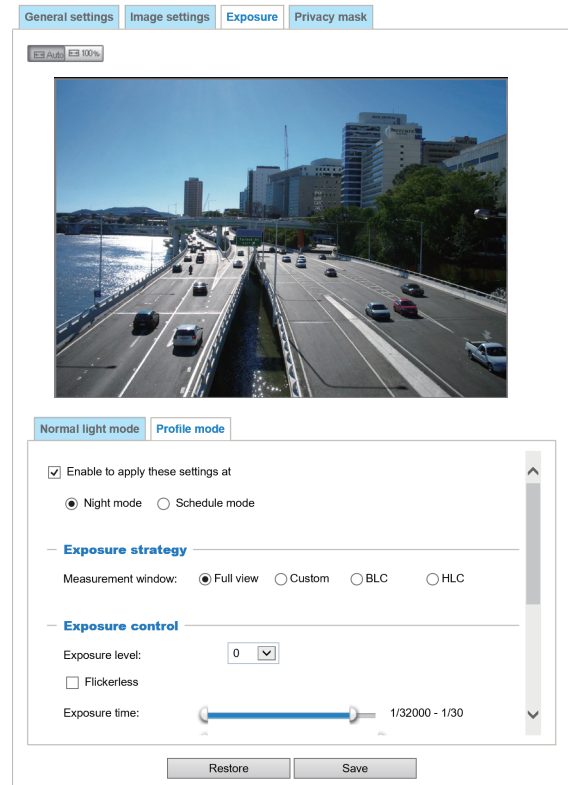 General settings Image settings Exposure Privacy mask
Auto 100%
Normal light mode Profile mode
Enable to apply these settings at
Night mode Schedule mode
Exposure strategy
Measurement window: Full view Custom BLC HLC
Exposure control
Exposure level: 0
Flickerless
Exposure time: 1/32000 - 1/30
Restore Save